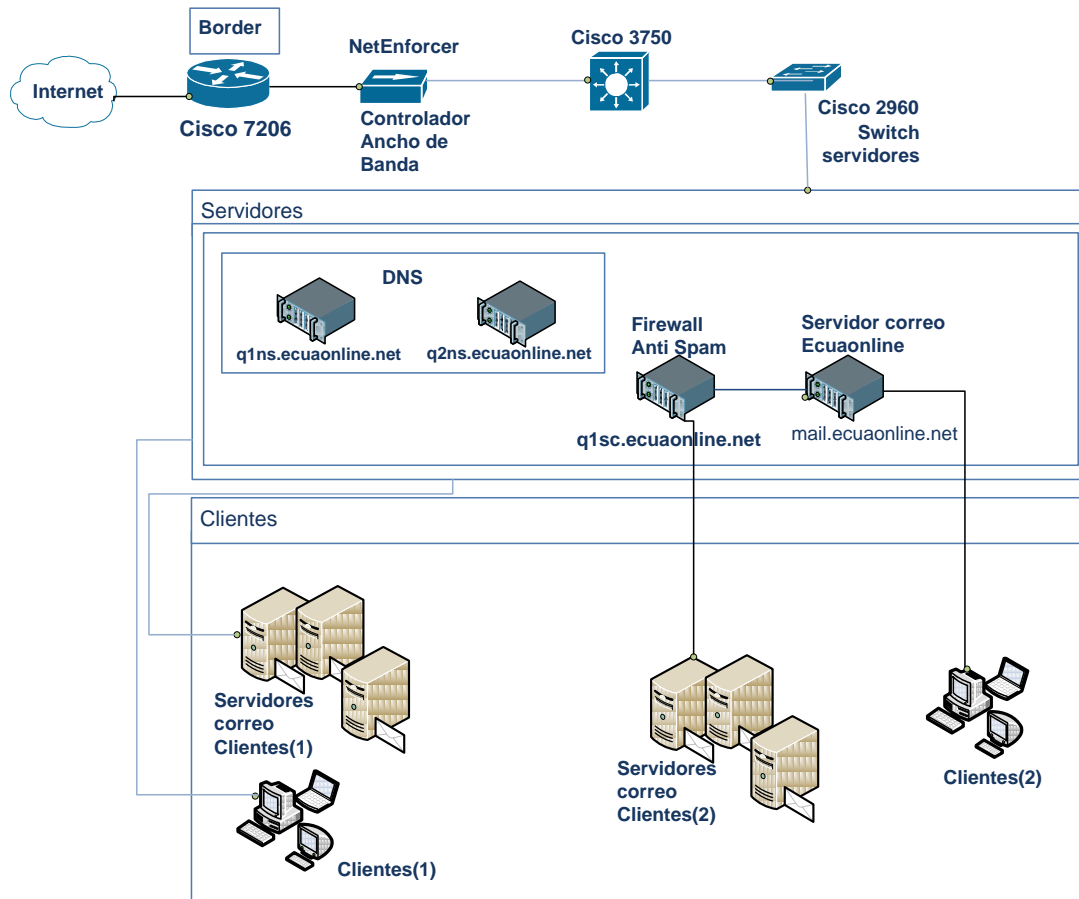 Border
Internet
Cisco 7206
NetEnforcer
Controlador
Ancho de
Banda
Cisco 3750
Cisco 2960
Switch
servidores
Servidores
DNS
q1ns.ecuaonline.net
q2ns.ecuaonline.net
Firewall
Anti Spam
q1sc.ecuaonline.net
Servidor correo
Ecuaonline
mail.ecuaonline.net
Clientes
Servidores
correo
Clientes(1)
Clientes(1)
Servidores
correo
Clientes(2)
Clientes(2)